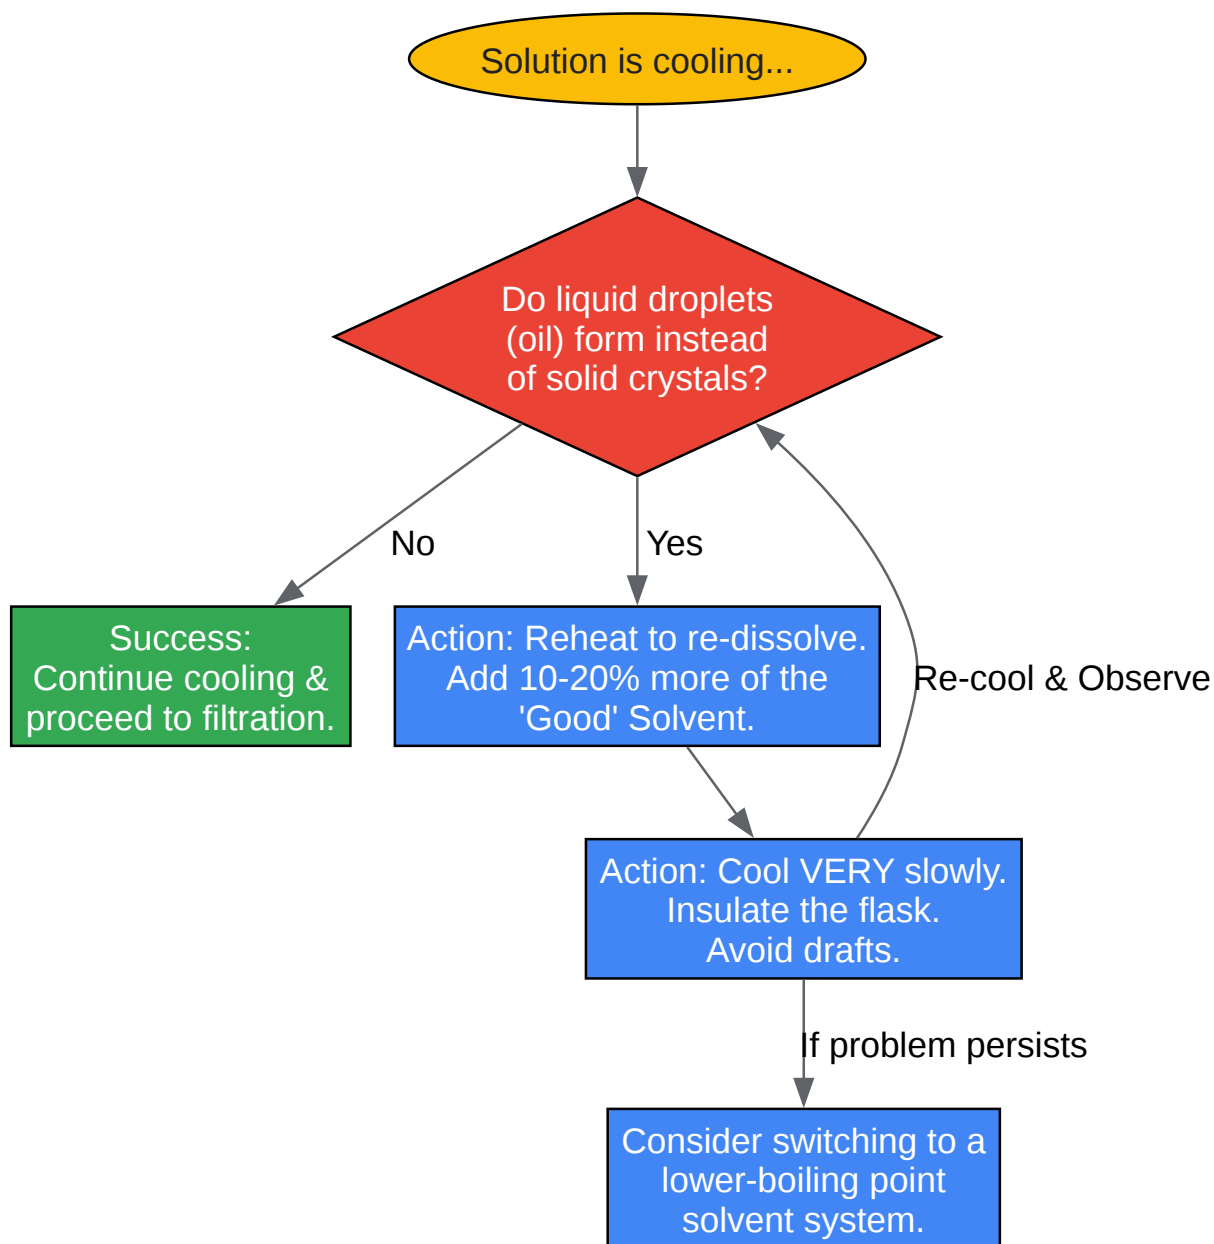 Solution is cooling...
Do liquid droplets
(oil) form instead
of solid crystals?
No
Yes
Success:
Continue cooling &
proceed to filtration.
Action: Reheat to re-dissolve.
Add 10-20% more of the
'Good' Solvent.
Re-cool & Observe
Action: Cool VERY slowly.
Insulate the flask.
Avoid drafts.
If problem persists
Consider switching to a
lower-boiling point
solvent system.